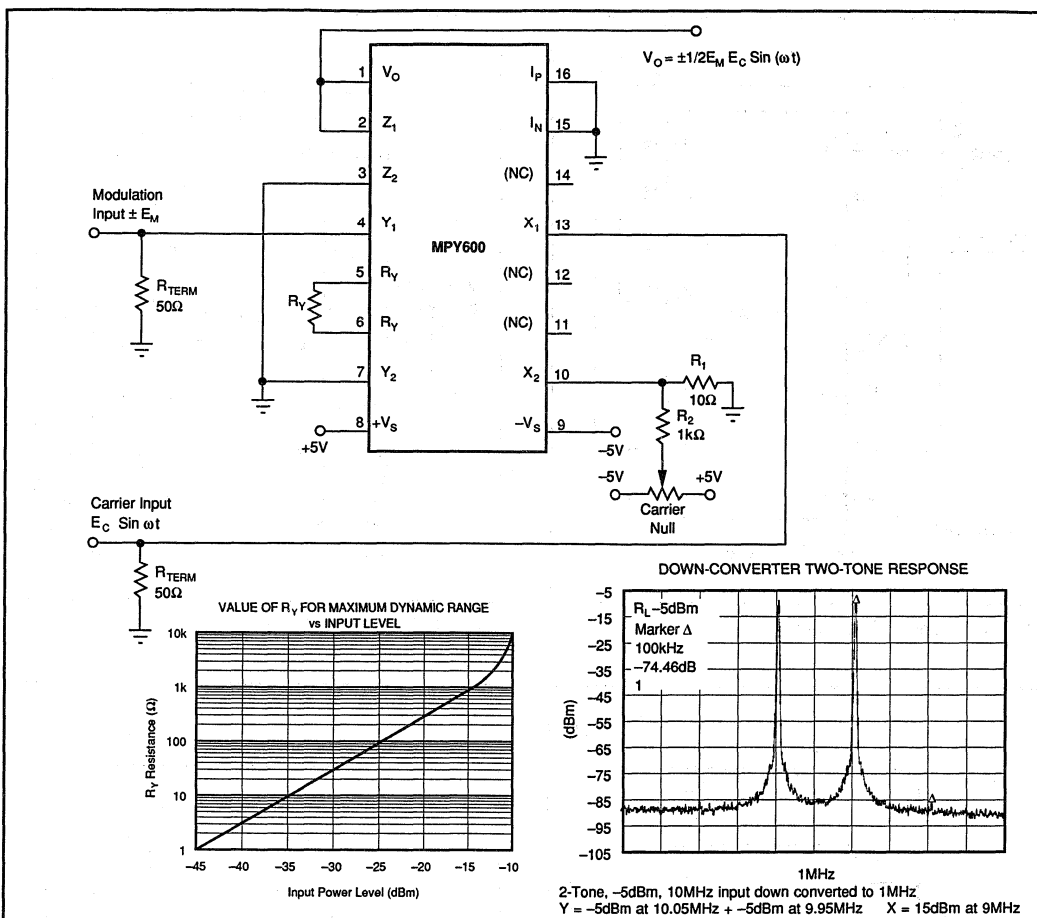 V_O = ±1/2E_M E_C Sin (ωt)
1 V_O
I_P 16
2 Z_1
I_N 15
3 Z_2
(NC) 14
Modulation
Input ± E_M
4 Y_1
X_1 13
MPY600
R_TERM
50Ω
R_Y
5 R_Y
(NC) 12
6 R_Y
(NC) 11
7 Y_2
X_2 10
R_1
10Ω
R_2
1kΩ
8 +V_S
–V_S 9
+5V
–5V
–5V
+5V
Carrier
Null
Carrier Input
E_C Sin ωt
R_TERM
50Ω
VALUE OF R_Y FOR MAXIMUM DYNAMIC RANGE
vs INPUT LEVEL
R_Y Resistance (Ω)
10k
1k
100
10
1
–45 –40 –35 –30 –25 –20 –15 –10
Input Power Level (dBm)
DOWN-CONVERTER TWO-TONE RESPONSE
(dBm)
–5
–15
–25
–35
–45
–55
–65
–75
–85
–95
–105
R_L –5dBm
Marker Δ
100kHz
–74.46dB
1
Δ
Δ
1MHz
2-Tone, –5dBm, 10MHz input down converted to 1MHz
Y = –5dBm at 10.05MHz + –5dBm at 9.95MHz X = 15dBm at 9MHz